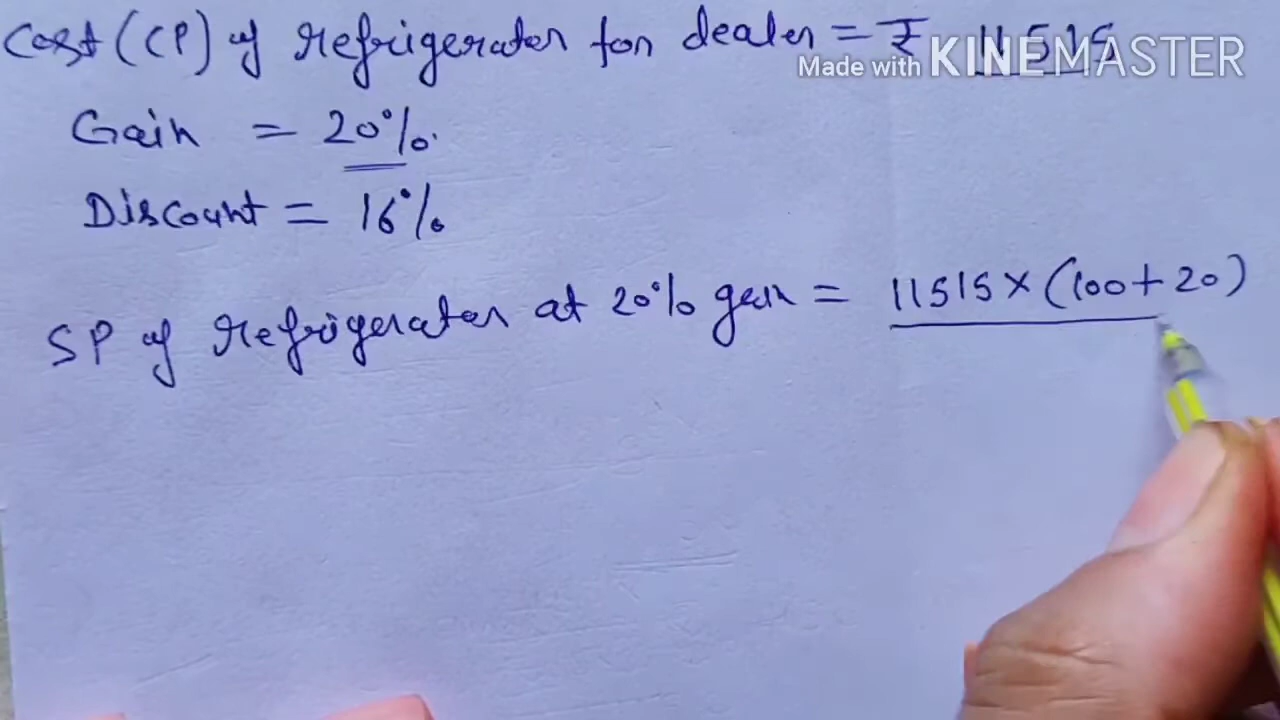 Cost (CP) of refrigerator for dealer = ₹ 11515
Made with KINEMASTER
Gain = 20%.
Discount = 16%
SP of refrigerator at 20% gain = 11515 × (100 + 20)